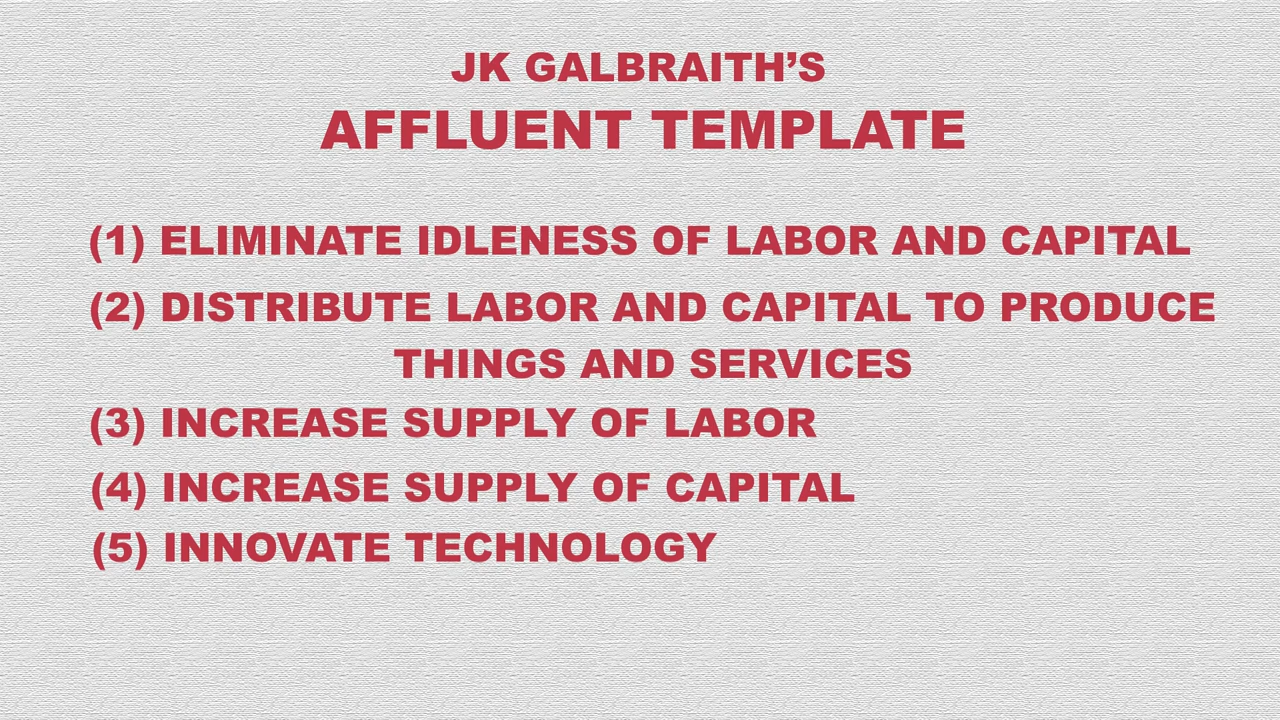 JK GALBRAITH’S
AFFLUENT TEMPLATE
(1) ELIMINATE IDLENESS OF LABOR AND CAPITAL
(2) DISTRIBUTE LABOR AND CAPITAL TO PRODUCE
THINGS AND SERVICES
(3) INCREASE SUPPLY OF LABOR
(4) INCREASE SUPPLY OF CAPITAL
(5) INNOVATE TECHNOLOGY